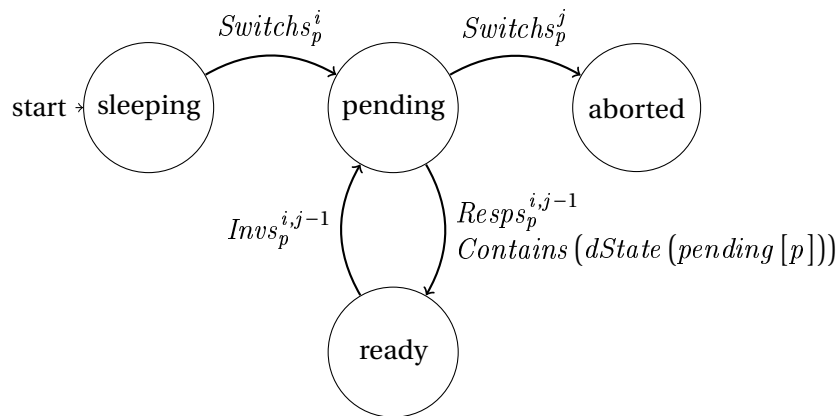 Switchs_p^i
Switchs_p^j
start
sleeping
pending
aborted
Invs_p^{i,j−1}
Resps_p^{i,j−1}
Contains (dState (pending [p]))
ready